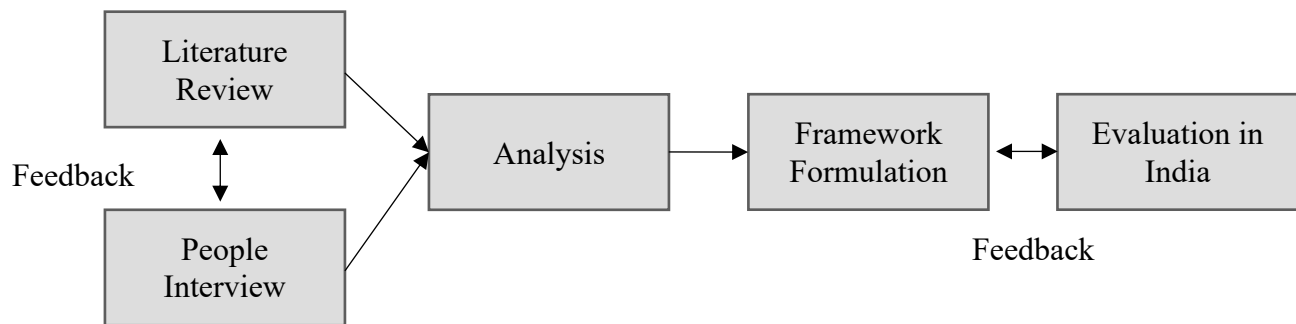 Literature
Review
Feedback
People
Interview
Analysis
Framework
Formulation
Evaluation in
India
Feedback